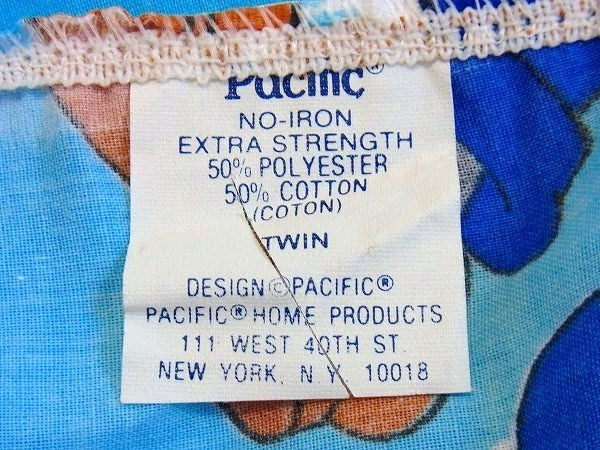 Pacific®
NO-IRON
EXTRA STRENGTH
50% POLYESTER
50% COTTON
(COTON)
TWIN
DESIGN©PACIFIC®
PACIFIC® HOME PRODUCTS
111 WEST 40TH ST.
NEW YORK, N.Y. 10018